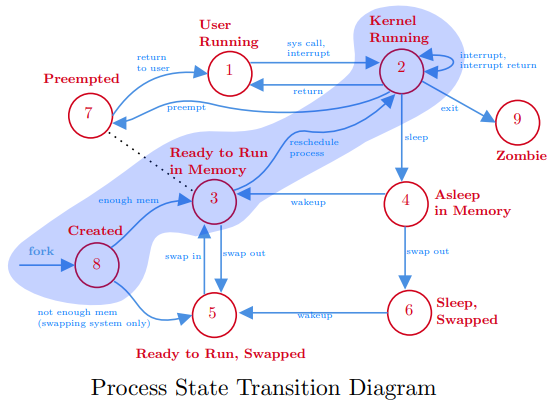 User
Running
Kernel
Running
sys call,
interrupt
interrupt,
interrupt return
return
to user
Preempted
1
2
return
preempt
7
exit
9
Zombie
sleep
reschedule
process
Ready to Run
in Memory
enough mem
3
wakeup
4
Asleep
in Memory
Created
fork
8
swap in
swap out
swap out
not enough mem
(swapping system only)
5
wakeup
6
Sleep,
Swapped
Ready to Run, Swapped
Process State Transition Diagram